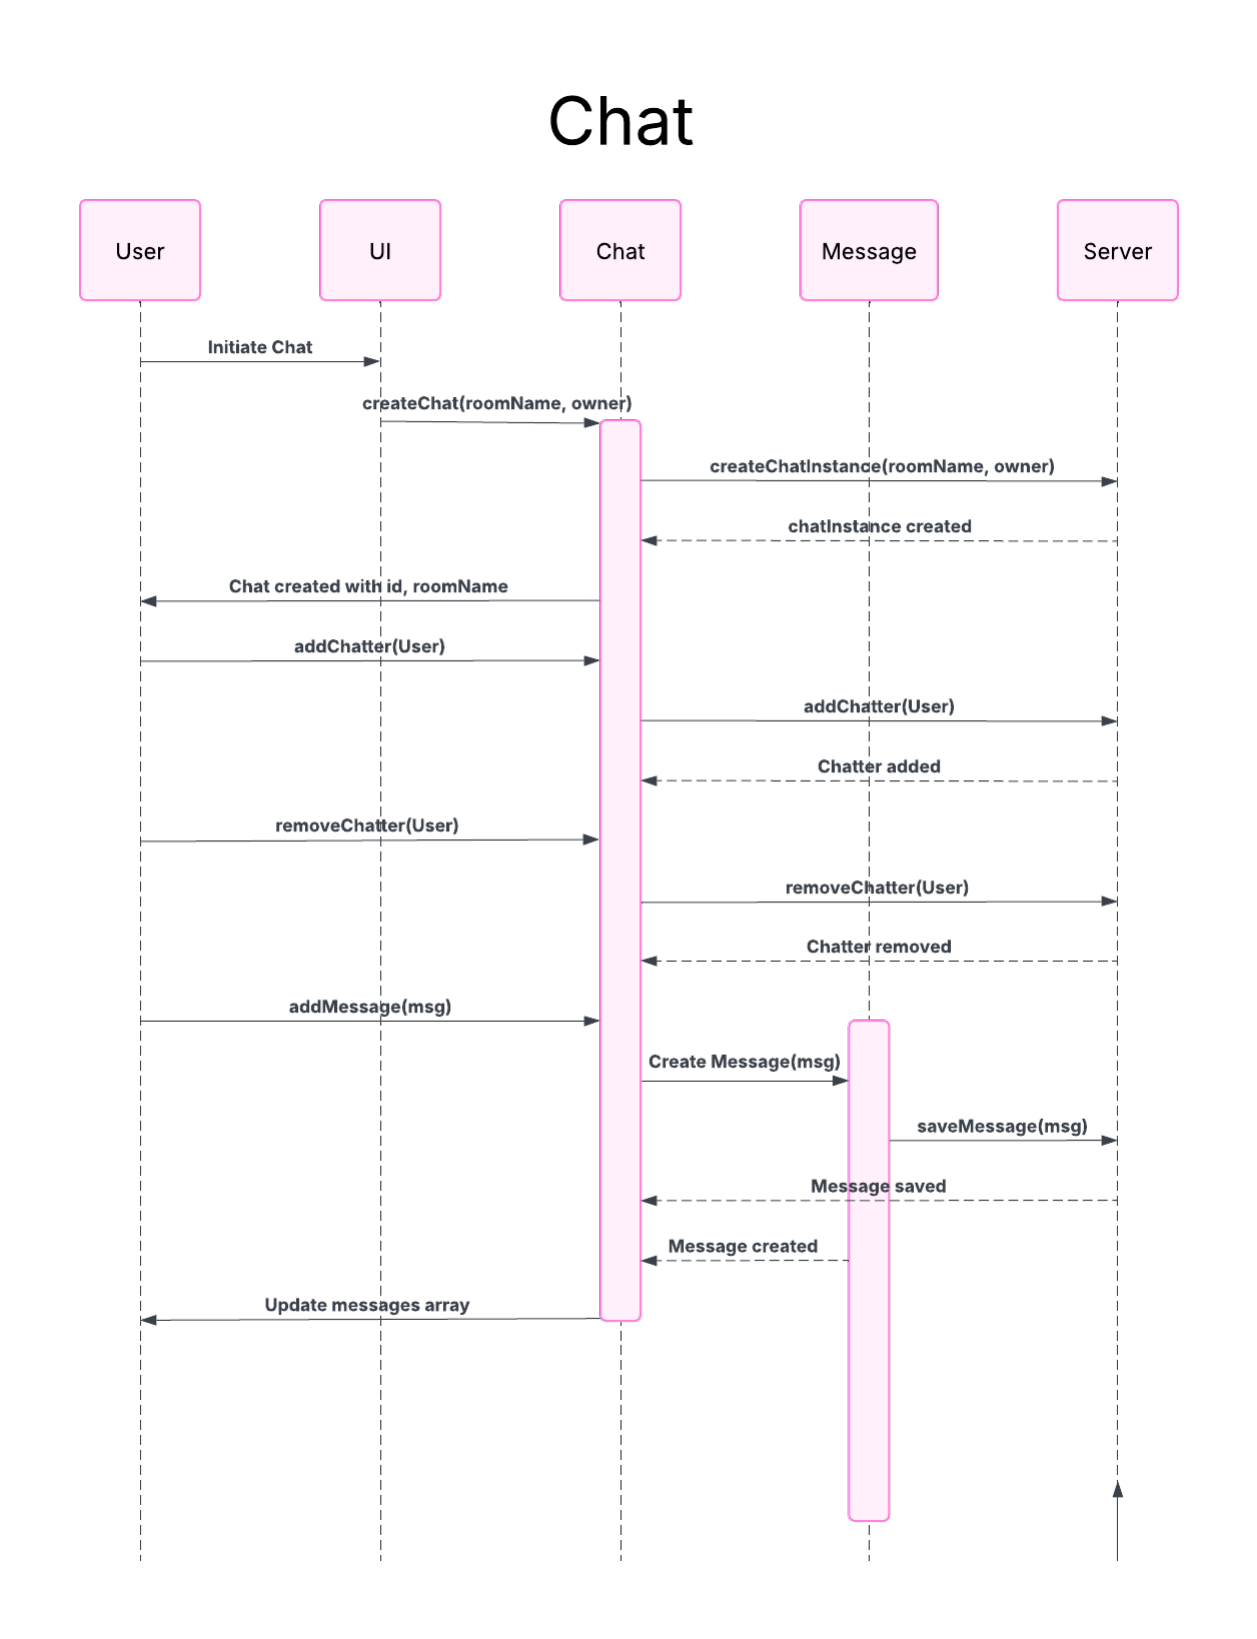 Chat
User
UI
Chat
Message
Server
Initiate Chat
createChat(roomName, owner)
createChatInstance(roomName, owner)
chatInstance created
Chat created with id, roomName
addChatter(User)
addChatter(User)
Chatter added
removeChatter(User)
removeChatter(User)
Chatter removed
addMessage(msg)
Create Message(msg)
saveMessage(msg)
Message saved
Message created
Update messages array